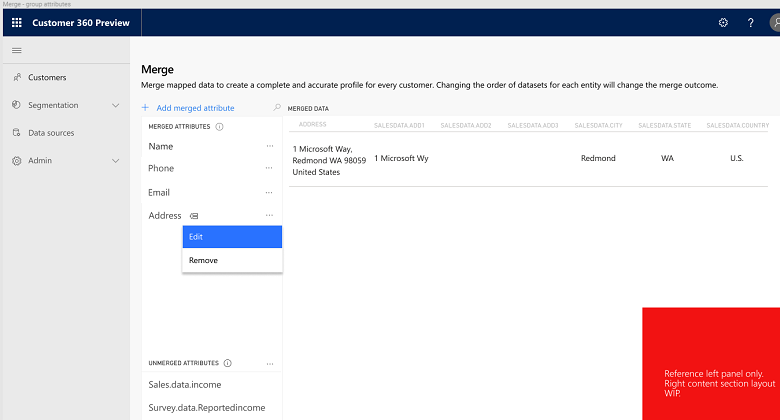 Merge - group attributes
Customer 360 Preview
?
Customers
Segmentation
Data sources
Admin
Merge
Merge mapped data to create a complete and accurate profile for every customer. Changing the order of datasets for each entity will change the merge outcome.
+ Add merged attribute
MERGED ATTRIBUTES
Name ...
Phone ...
Email ...
Address ...
Edit
Remove
UNMERGED ATTRIBUTES ...
Sales.data.income
Survey.data.Reportedincome
MERGED DATA
ADDRESS SALESDATA.ADD1 SALESDATA.ADD2 SALESDATA.ADD3 SALESDATA.CITY SALESDATA.STATE SALESDATA.COUNTRY
1 Microsoft Way,
Redmond WA 98059 1 Microsoft Wy Redmond WA U.S.
United States
Reference left panel only.
Right content section layout
WIP.